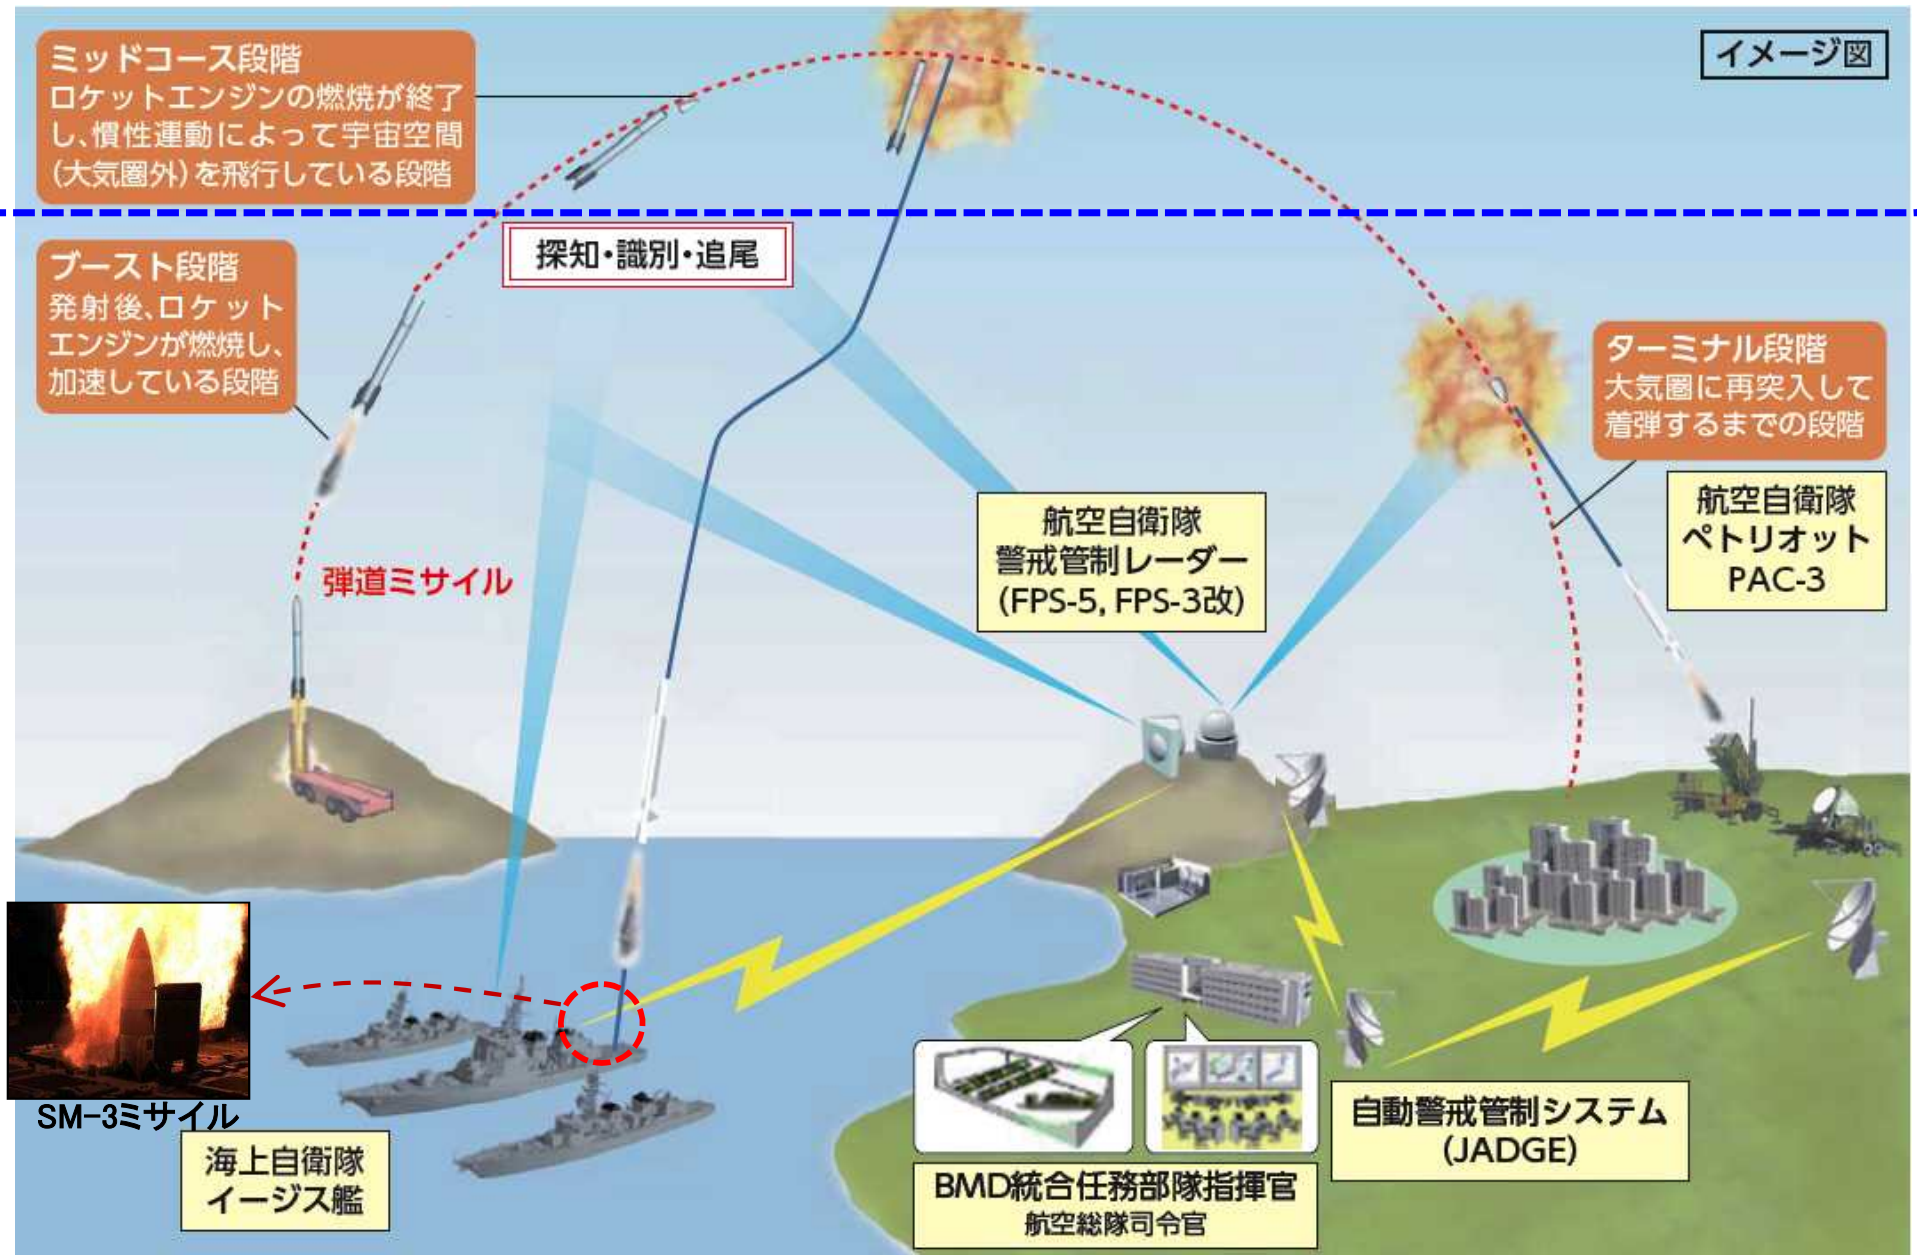 イメージ図
ミッドコース段階
ロケットエンジンの燃焼が終了
し、慣性運動によって宇宙空間
(大気圏外)を飛行している段階
探知・識別・追尾
ブースト段階
発射後、ロケット
エンジンが燃焼し、
加速している段階
ターミナル段階
大気圏に再突入して
着弾するまでの段階
航空自衛隊
ペトリオット
PAC-3
航空自衛隊
警戒管制レーダー
(FPS-5, FPS-3改)
弾道ミサイル
SM-3ミサイル
海上自衛隊
イージス艦
自動警戒管制システム
(JADGE)
BMD統合任務部隊指揮官
航空総隊司令官